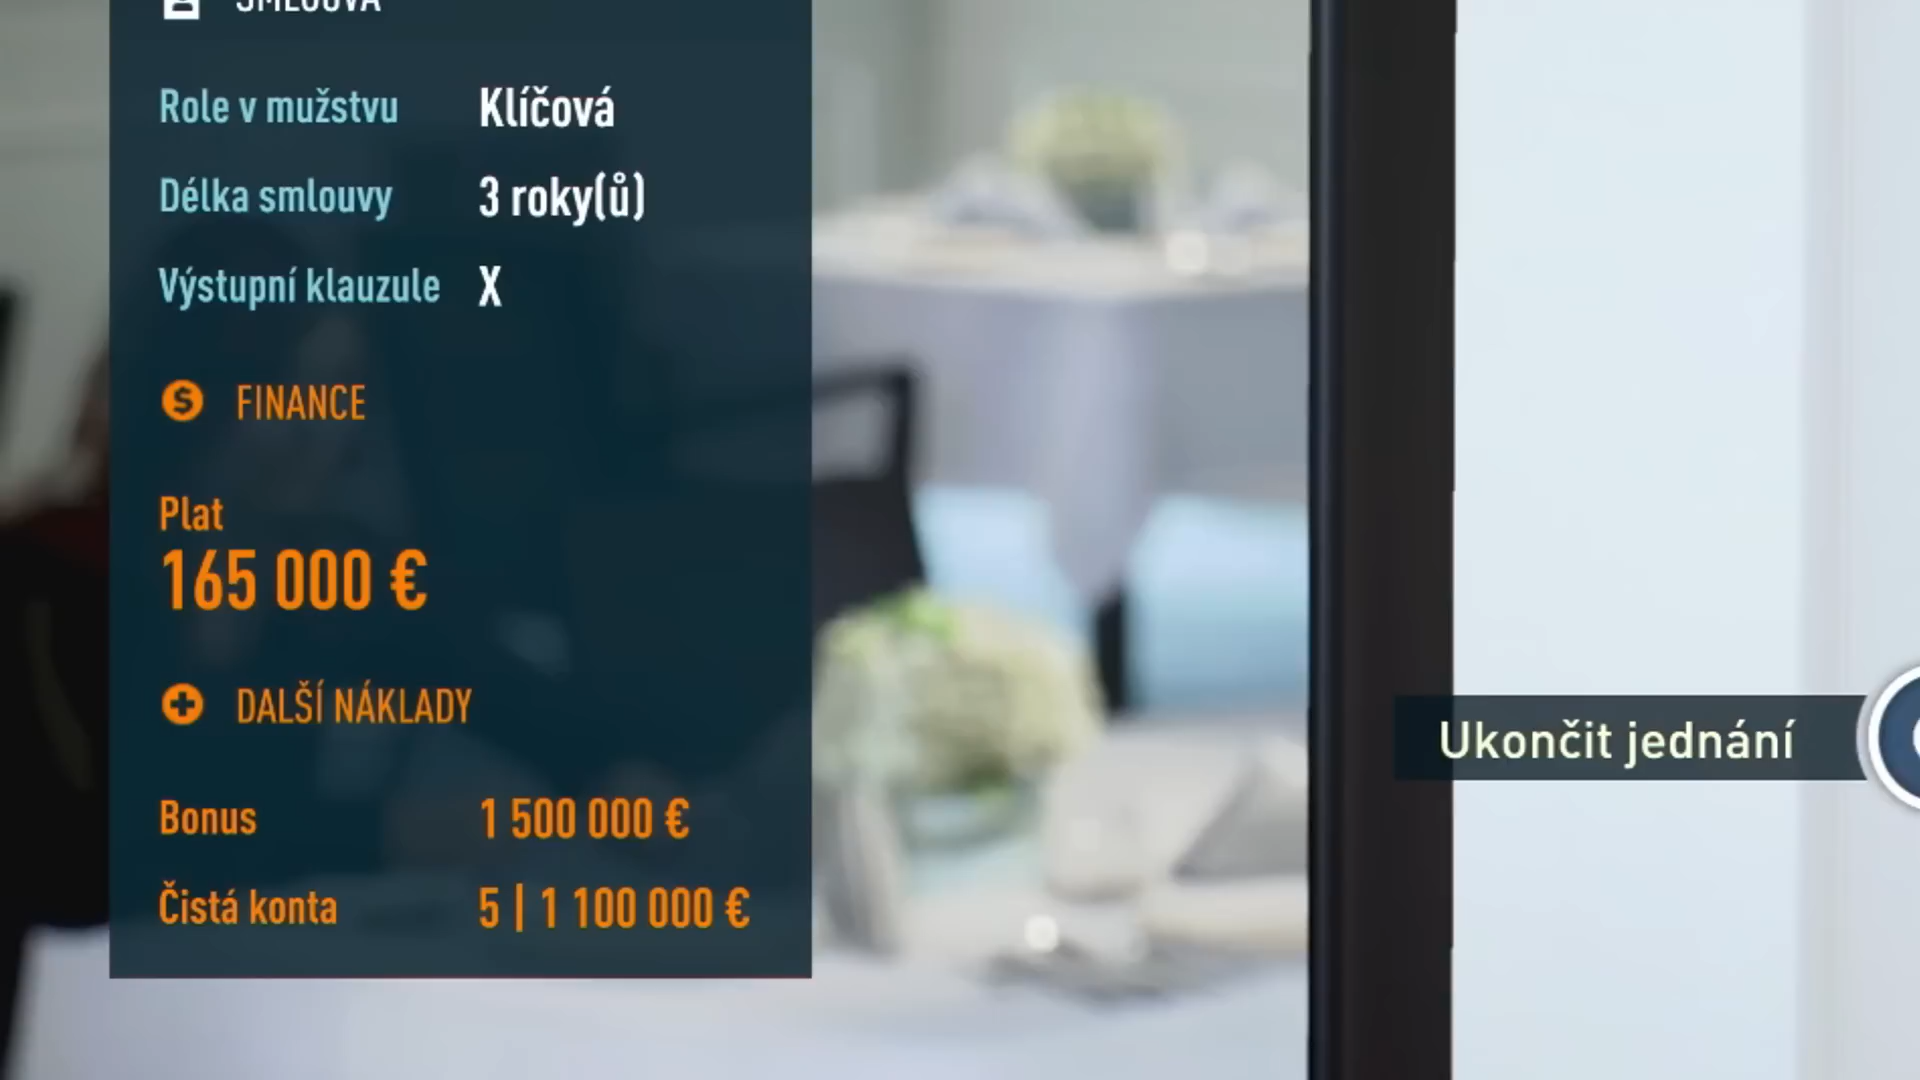 SMLOUVA
Role v mužstvu Klíčová
Délka smlouvy 3 roky(ů)
Výstupní klauzule X
FINANCE
Plat
165 000 €
DALŠÍ NÁKLADY
Bonus 1 500 000 €
Čistá konta 5 | 1 100 000 €
Ukončit jednání